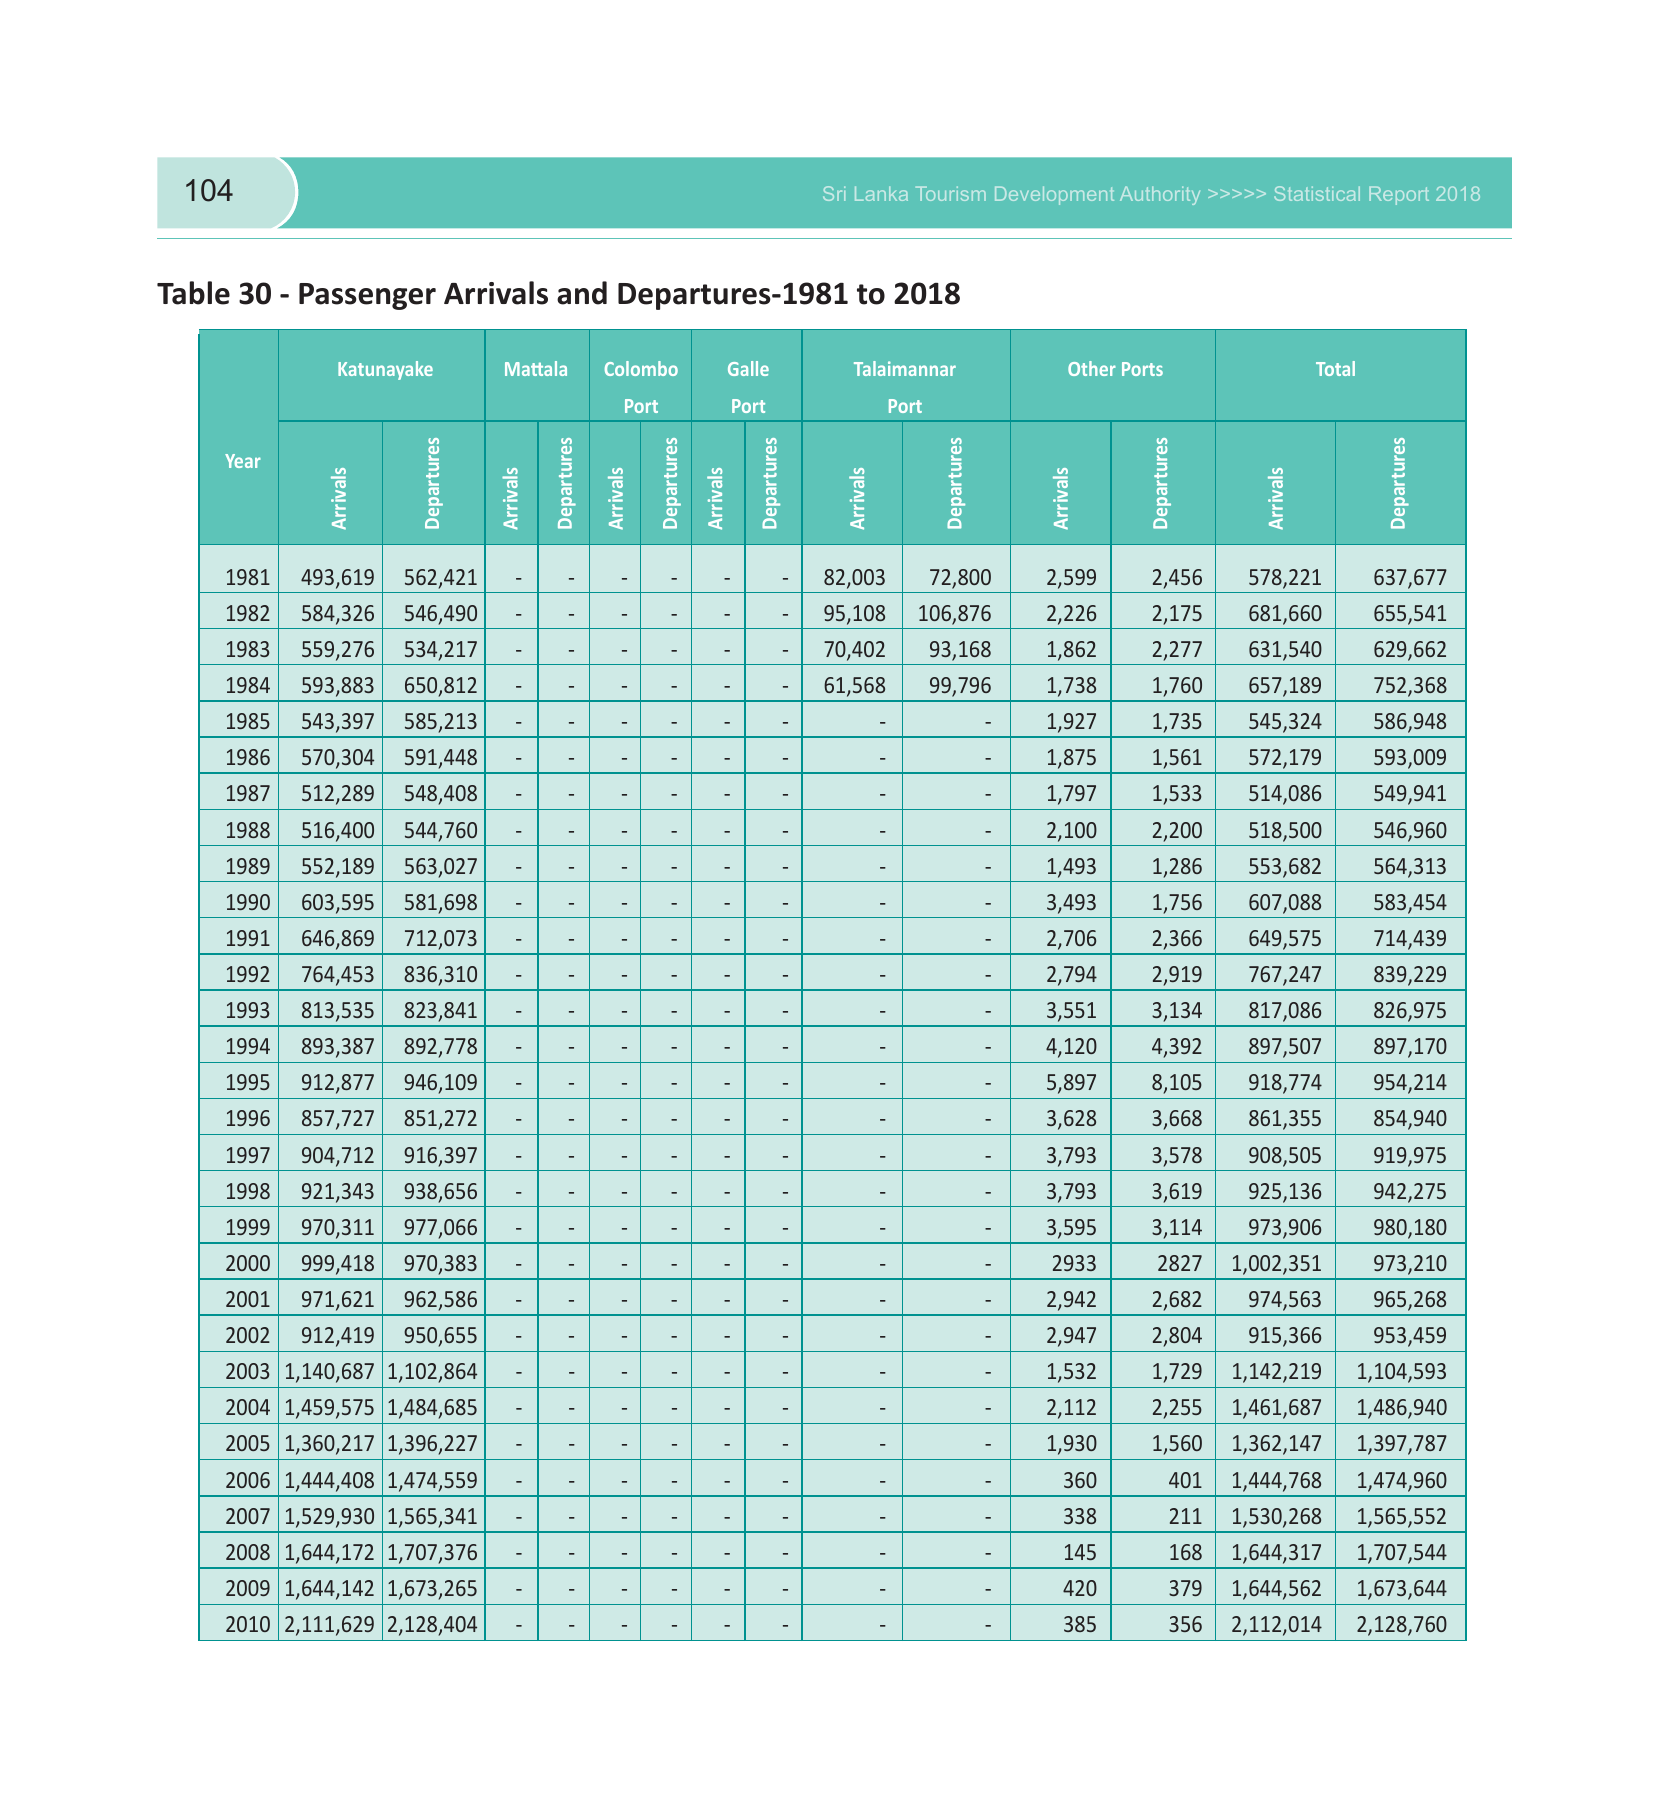 104
Sri Lanka Tourism Development Authority >>>>> Statistical Report 2018
Table 30 - Passenger Arrivals and Departures-1981 to 2018
Year Katunayake Mattala Colombo Port Galle Port Talaimannar Port Other Ports Total
Arrivals Departures Arrivals Departures Arrivals Departures Arrivals Departures Arrivals Departures Arrivals Departures Arrivals Departures
1981 493,619 562,421 - - - - - - 82,003 72,800 2,599 2,456 578,221 637,677
1982 584,326 546,490 - - - - - - 95,108 106,876 2,226 2,175 681,660 655,541
1983 559,276 534,217 - - - - - - 70,402 93,168 1,862 2,277 631,540 629,662
1984 593,883 650,812 - - - - - - 61,568 99,796 1,738 1,760 657,189 752,368
1985 543,397 585,213 - - - - - - - - 1,927 1,735 545,324 586,948
1986 570,304 591,448 - - - - - - - - 1,875 1,561 572,179 593,009
1987 512,289 548,408 - - - - - - - - 1,797 1,533 514,086 549,941
1988 516,400 544,760 - - - - - - - - 2,100 2,200 518,500 546,960
1989 552,189 563,027 - - - - - - - - 1,493 1,286 553,682 564,313
1990 603,595 581,698 - - - - - - - - 3,493 1,756 607,088 583,454
1991 646,869 712,073 - - - - - - - - 2,706 2,366 649,575 714,439
1992 764,453 836,310 - - - - - - - - 2,794 2,919 767,247 839,229
1993 813,535 823,841 - - - - - - - - 3,551 3,134 817,086 826,975
1994 893,387 892,778 - - - - - - - - 4,120 4,392 897,507 897,170
1995 912,877 946,109 - - - - - - - - 5,897 8,105 918,774 954,214
1996 857,727 851,272 - - - - - - - - 3,628 3,668 861,355 854,940
1997 904,712 916,397 - - - - - - - - 3,793 3,578 908,505 919,975
1998 921,343 938,656 - - - - - - - - 3,793 3,619 925,136 942,275
1999 970,311 977,066 - - - - - - - - 3,595 3,114 973,906 980,180
2000 999,418 970,383 - - - - - - - - 2933 2827 1,002,351 973,210
2001 971,621 962,586 - - - - - - - - 2,942 2,682 974,563 965,268
2002 912,419 950,655 - - - - - - - - 2,947 2,804 915,366 953,459
2003 1,140,687 1,102,864 - - - - - - - - 1,532 1,729 1,142,219 1,104,593
2004 1,459,575 1,484,685 - - - - - - - - 2,112 2,255 1,461,687 1,486,940
2005 1,360,217 1,396,227 - - - - - - - - 1,930 1,560 1,362,147 1,397,787
2006 1,444,408 1,474,559 - - - - - - - - 360 401 1,444,768 1,474,960
2007 1,529,930 1,565,341 - - - - - - - - 338 211 1,530,268 1,565,552
2008 1,644,172 1,707,376 - - - - - - - - 145 168 1,644,317 1,707,544
2009 1,644,142 1,673,265 - - - - - - - - 420 379 1,644,562 1,673,644
2010 2,111,629 2,128,404 - - - - - - - - 385 356 2,112,014 2,128,760